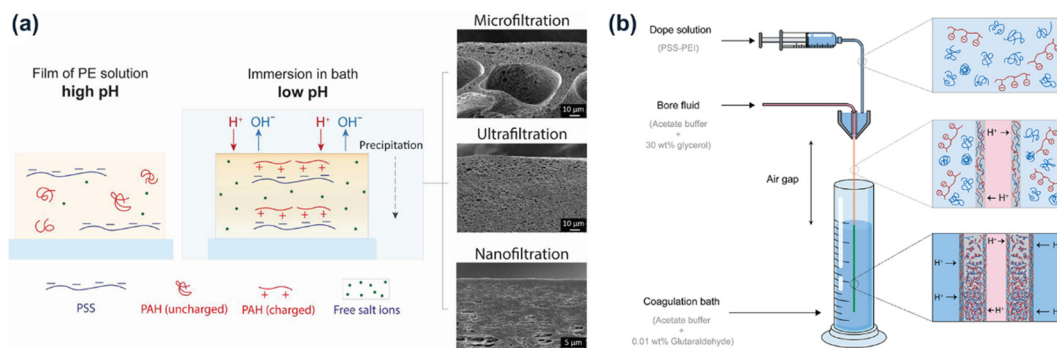 (a)
Film of PE solution
high pH
Immersion in bath
low pH
H⁺ OH⁻ H⁺ OH⁻
Precipitation
PSS
PAH (uncharged)
PAH (charged)
Free salt ions
Microfiltration
10 µm
Ultrafiltration
10 µm
Nanofiltration
5 µm
(b)
Dope solution
(PSS-PEI)
Bore fluid
(Acetate buffer
+
30 wt% glycerol)
Air gap
Coagulation bath
(Acetate buffer
+
0.01 wt% Glutaraldehyde)
H⁺
H⁺
H⁺ H⁺
H⁺
H⁺
H⁺ H⁺